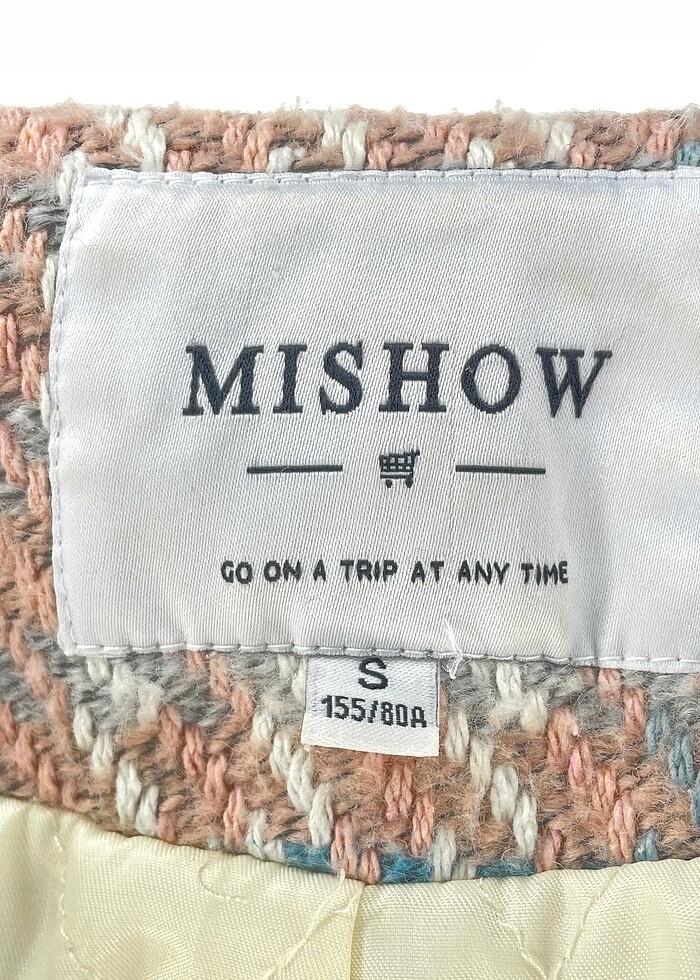 MISHOW
GO ON A TRIP AT ANY TIME
S
155/80A